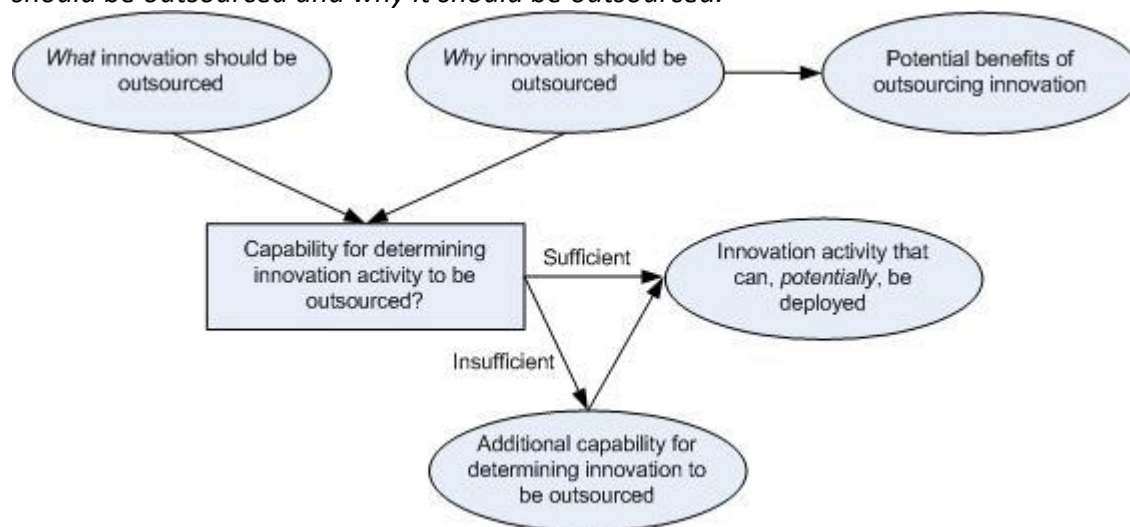 should be outsourced and why it should be outsourced.
What innovation should be
outsourced
Why innovation should be
outsourced
Potential benefits of
outsourcing innovation
Capability for determining
innovation activity to be
outsourced?
Sufficient
Innovation activity that
can, potentially, be
deployed
Insufficient
Additional capability for
determining innovation to
be outsourced